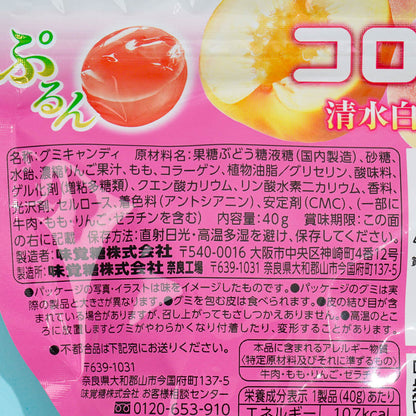 ぷるん
コロ
清水白
名称:グミキャンディ 原材料名:果糖ぶどう糖液糖(国内製造)、砂糖、
水飴、濃縮りんご果汁、もも、コラーゲン、植物油脂/グリセリン、酸味料、
ゲル化剤(増粘多糖類)、クエン酸カリウム、リン酸水素二カリウム、香料、
光沢剤、セルロース、着色料(アントシアニン)、安定剤(CMC)、(一部に
牛肉・もも・りんご・ゼラチンを含む) 内容量:40g 賞味期限:この面
の右に記載 保存方法:直射日光・高温多湿を避け、保存してください。
製造者:味覚糖株式会社 〒540-0016 大阪市中央区神崎町4番12号
製造所:味覚糖株式会社 奈良工場 〒639-1031 奈良県大和郡山市今国府町137-5
●パッケージの写真・イラストは味をイメージしたものです。●パッケージのグミは実
際の製品と大きさが異なります。●グミを包む皮は食べられます。●皮の結び目が含
まれている場合がありますが、召し上がってもさしつかえありません。●高温のとこ
ろに放置しますとグミがやわらかくなり付着したり、変形することがあります。
●不都合品は下記宛にお送りください。
〒639-1031
奈良県大和郡山市今国府町137-5
味覚糖株式会社 お客様相談センター
0120-653-910
本品に含まれるアレルギー物質
(特定原材料及びそれに準ずるもの)
牛肉・もも・りんご・ゼラチン
栄養成分表示 1製品(40g)あたり
エネルギー 107kcal